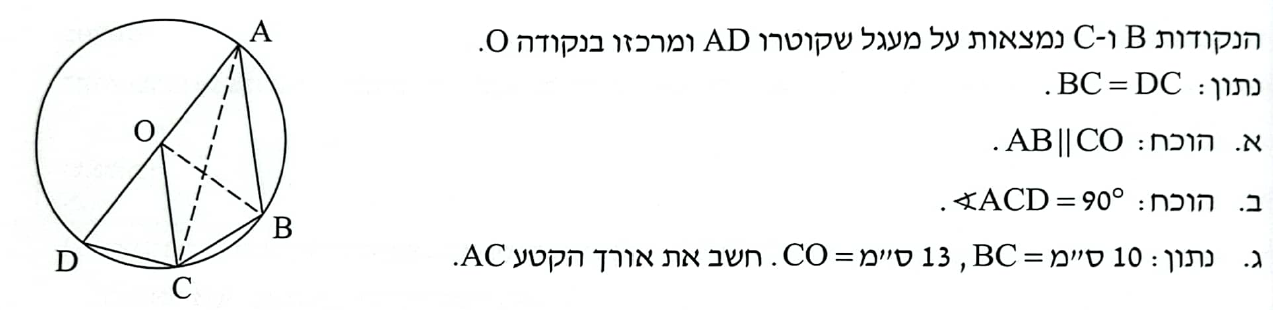 הנקודות B ו-C נמצאות על מעגל שקוטרו AD ומרכזו בנקודה O.
נתון: BC = DC.
א. הוכח: AB || CO.
ב. הוכח: ∢ACD = 90°.
ג. נתון: 10 ס״מ = BC, 13 ס״מ = CO. חשב את אורך הקטע AC.
A
O
B
D
C